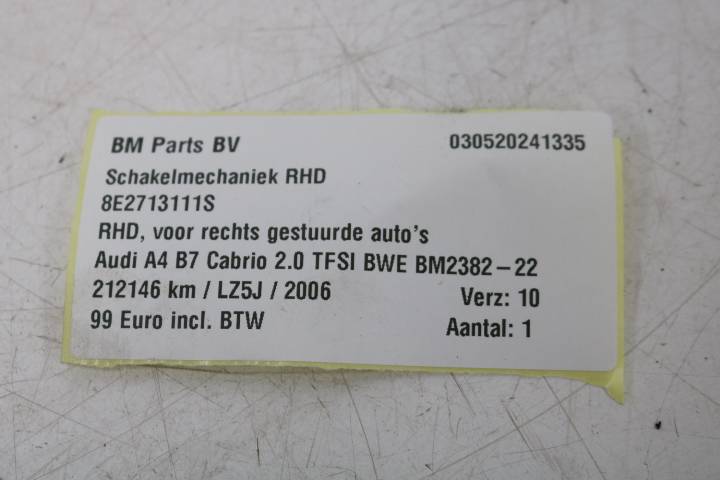 BM Parts BV 030520241335
Schakelmechaniek RHD
8E2713111S
RHD, voor rechts gestuurde auto's
Audi A4 B7 Cabrio 2.0 TFSI BWE BM2382-22
212146 km / LZ5J / 2006 Verz: 10
99 Euro incl. BTW Aantal: 1